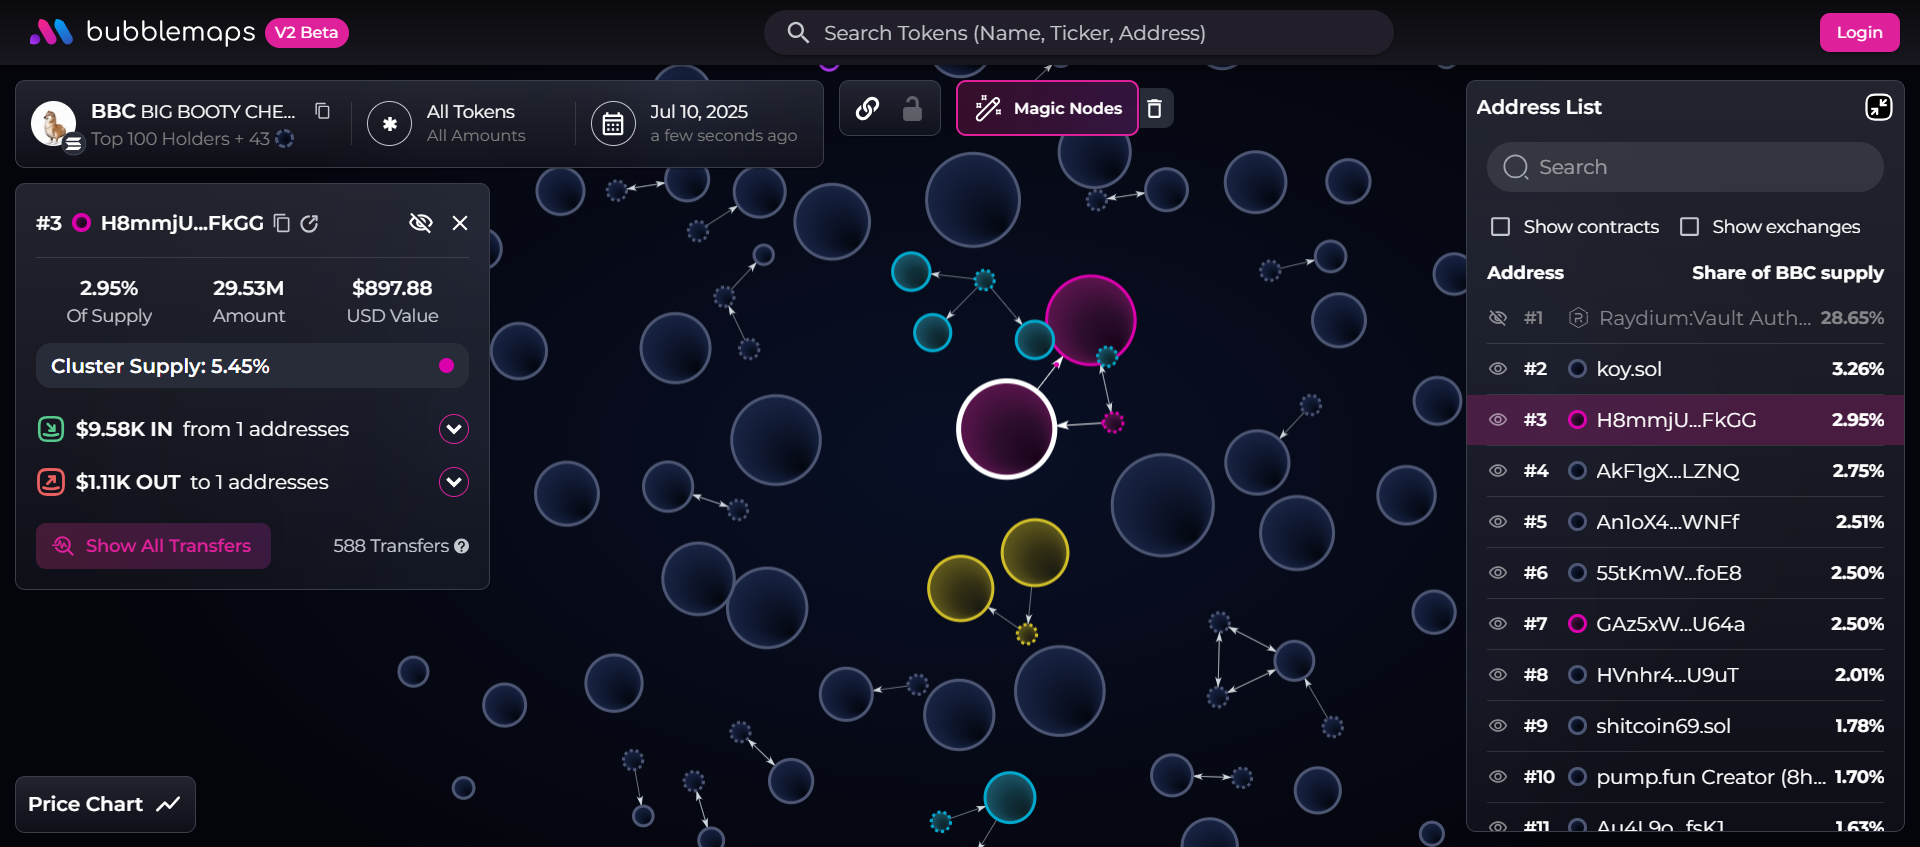 bubblemaps V2 Beta
Search Tokens (Name, Ticker, Address)
Login
BBC BIG BOOTY CHE...
Top 100 Holders + 43
All Tokens
All Amounts
Jul 10, 2025
a few seconds ago
Magic Nodes
#3 H8mmjU...FkGG
2.95% 29.53M $897.88
Of Supply Amount USD Value
Cluster Supply: 5.45%
$9.58K IN from 1 addresses
$1.11K OUT to 1 addresses
Show All Transfers 588 Transfers ?
Price Chart
Address List
Search
Show contracts Show exchanges
Address Share of BBC supply
#1 Raydium:Vault Auth... 28.65%
#2 koy.sol 3.26%
#3 H8mmjU...FkGG 2.95%
#4 AkF1gX...LZNQ 2.75%
#5 An1oX4...WNFf 2.51%
#6 55tKmW...foE8 2.50%
#7 GAz5xW...U64a 2.50%
#8 HVnhr4...U9uT 2.01%
#9 shitcoin69.sol 1.78%
#10 pump.fun Creator (8h... 1.70%
#11 1.63%